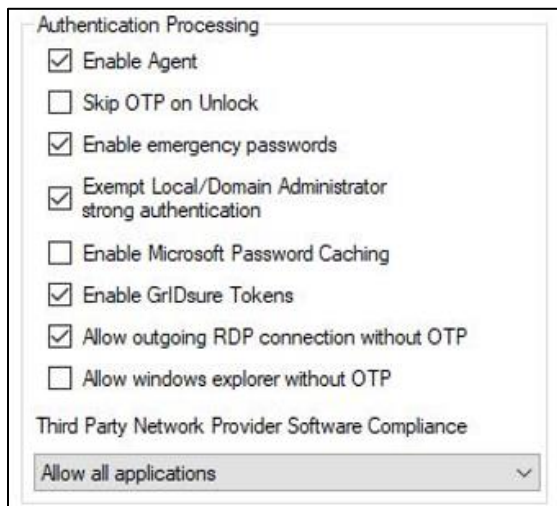 Authentication Processing
Enable Agent
Skip OTP on Unlock
Enable emergency passwords
Exempt Local/Domain Administrator
strong authentication
Enable Microsoft Password Caching
Enable GrIDsure Tokens
Allow outgoing RDP connection without OTP
Allow windows explorer without OTP
Third Party Network Provider Software Compliance
Allow all applications